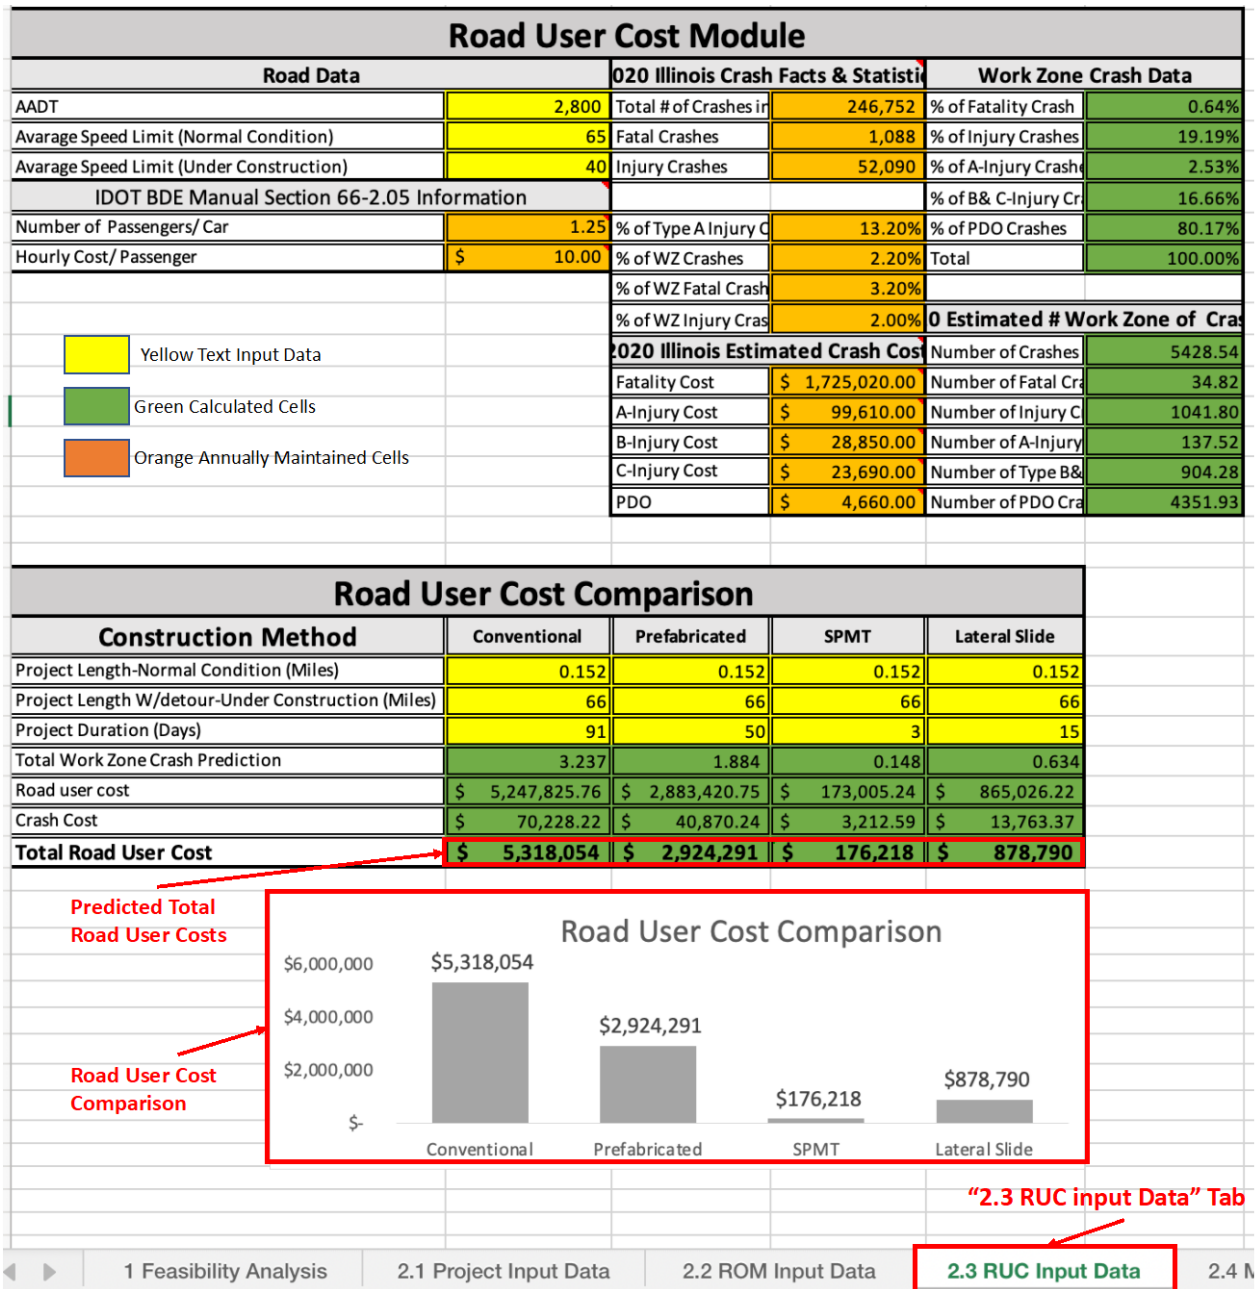 Road User Cost Module
Road Data
020 Illinois Crash Facts & Statistic
Work Zone Crash Data
AADT 2,800 Total # of Crashes in 246,752 % of Fatality Crash 0.64%
Avarage Speed Limit (Normal Condition) 65 Fatal Crashes 1,088 % of Injury Crashes 19.19%
Avarage Speed Limit (Under Construction) 40 Injury Crashes 52,090 % of A-Injury Crashe 2.53%
IDOT BDE Manual Section 66-2.05 Information % of B& C-Injury Cr 16.66%
Number of Passengers/ Car 1.25 % of Type A Injury C 13.20% % of PDO Crashes 80.17%
Hourly Cost/ Passenger $ 10.00 % of WZ Crashes 2.20% Total 100.00%
% of WZ Fatal Crash 3.20%
% of WZ Injury Cras 2.00% 0 Estimated # Work Zone of Cras
Yellow Text Input Data
2020 Illinois Estimated Crash Cost Number of Crashes 5428.54
Fatality Cost $ 1,725,020.00 Number of Fatal Cra 34.82
Green Calculated Cells
A-Injury Cost $ 99,610.00 Number of Injury C 1041.80
B-Injury Cost $ 28,850.00 Number of A-Injury 137.52
Orange Annually Maintained Cells
C-Injury Cost $ 23,690.00 Number of Type B& 904.28
PDO $ 4,660.00 Number of PDO Cra 4351.93
Road User Cost Comparison
Construction Method Conventional Prefabricated SPMT Lateral Slide
Project Length-Normal Condition (Miles) 0.152 0.152 0.152 0.152
Project Length W/detour-Under Construction (Miles) 66 66 66 66
Project Duration (Days) 91 50 3 15
Total Work Zone Crash Prediction 3.237 1.884 0.148 0.634
Road user cost $ 5,247,825.76 $ 2,883,420.75 $ 173,005.24 $ 865,026.22
Crash Cost $ 70,228.22 $ 40,870.24 $ 3,212.59 $ 13,763.37
Total Road User Cost $ 5,318,054 $ 2,924,291 $ 176,218 $ 878,790
Predicted Total
Road User Costs
Road User Cost Comparison
$6,000,000
$4,000,000
$2,000,000
$-
$5,318,054
$2,924,291
$176,218
$878,790
Conventional Prefabricated SPMT Lateral Slide
Road User Cost
Comparison
“2.3 RUC input Data” Tab
1 Feasibility Analysis 2.1 Project Input Data 2.2 ROM Input Data 2.3 RUC Input Data 2.4